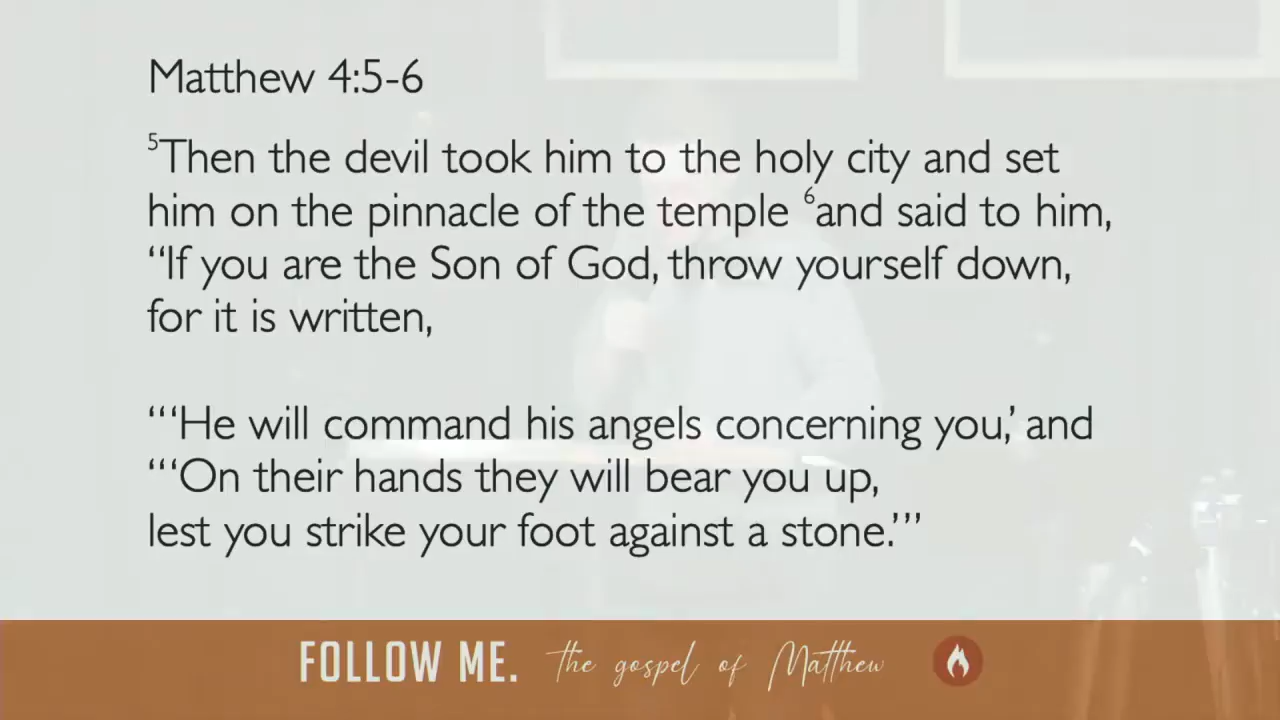 Matthew 4:5-6
⁵Then the devil took him to the holy city and set
him on the pinnacle of the temple ⁶and said to him,
“If you are the Son of God, throw yourself down,
for it is written,
“‘“He will command his angels concerning you,’ and
“‘“On their hands they will bear you up,
lest you strike your foot against a stone.’”
FOLLOW ME. the gospel of Matthew